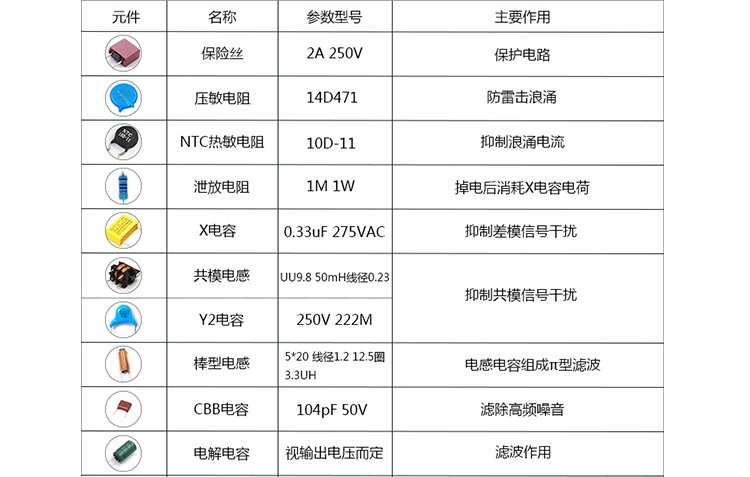 元件 名称 参数型号 主要作用
保险丝 2A 250V 保护电路
压敏电阻 14D471 防雷击浪涌
NTC 10D-11 NTC热敏电阻 10D-11 抑制浪涌电流
泄放电阻 1M 1W 掉电后消耗X电容电荷
X电容 0.33uF 275VAC 抑制差模信号干扰
共模电感 UU9.8 50mH线径0.23
抑制共模信号干扰
Y2电容 250V 222M
棒型电感 5*20 线径1.2 12.5圈 电感电容组成π型滤波
3.3UH
CBB电容 104pF 50V 滤除高频噪音
电解电容 视输出电压而定 滤波作用